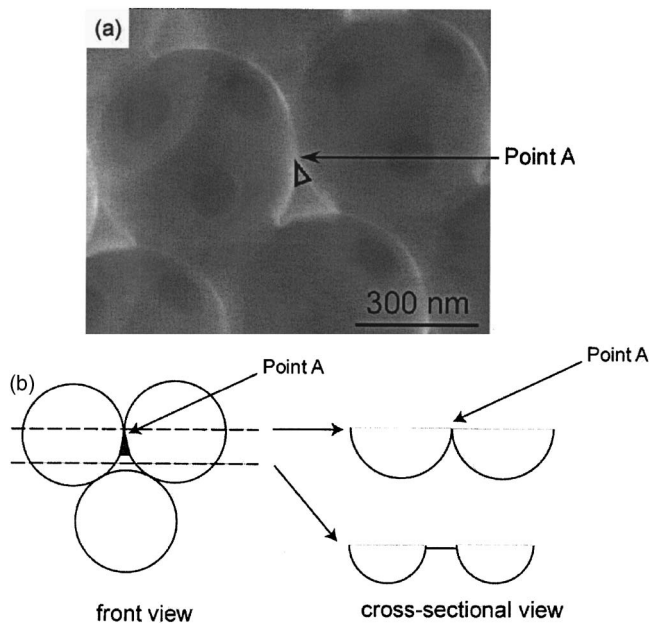 (a)
Point A
300 nm
(b)
Point A
Point A
front view
cross-sectional view